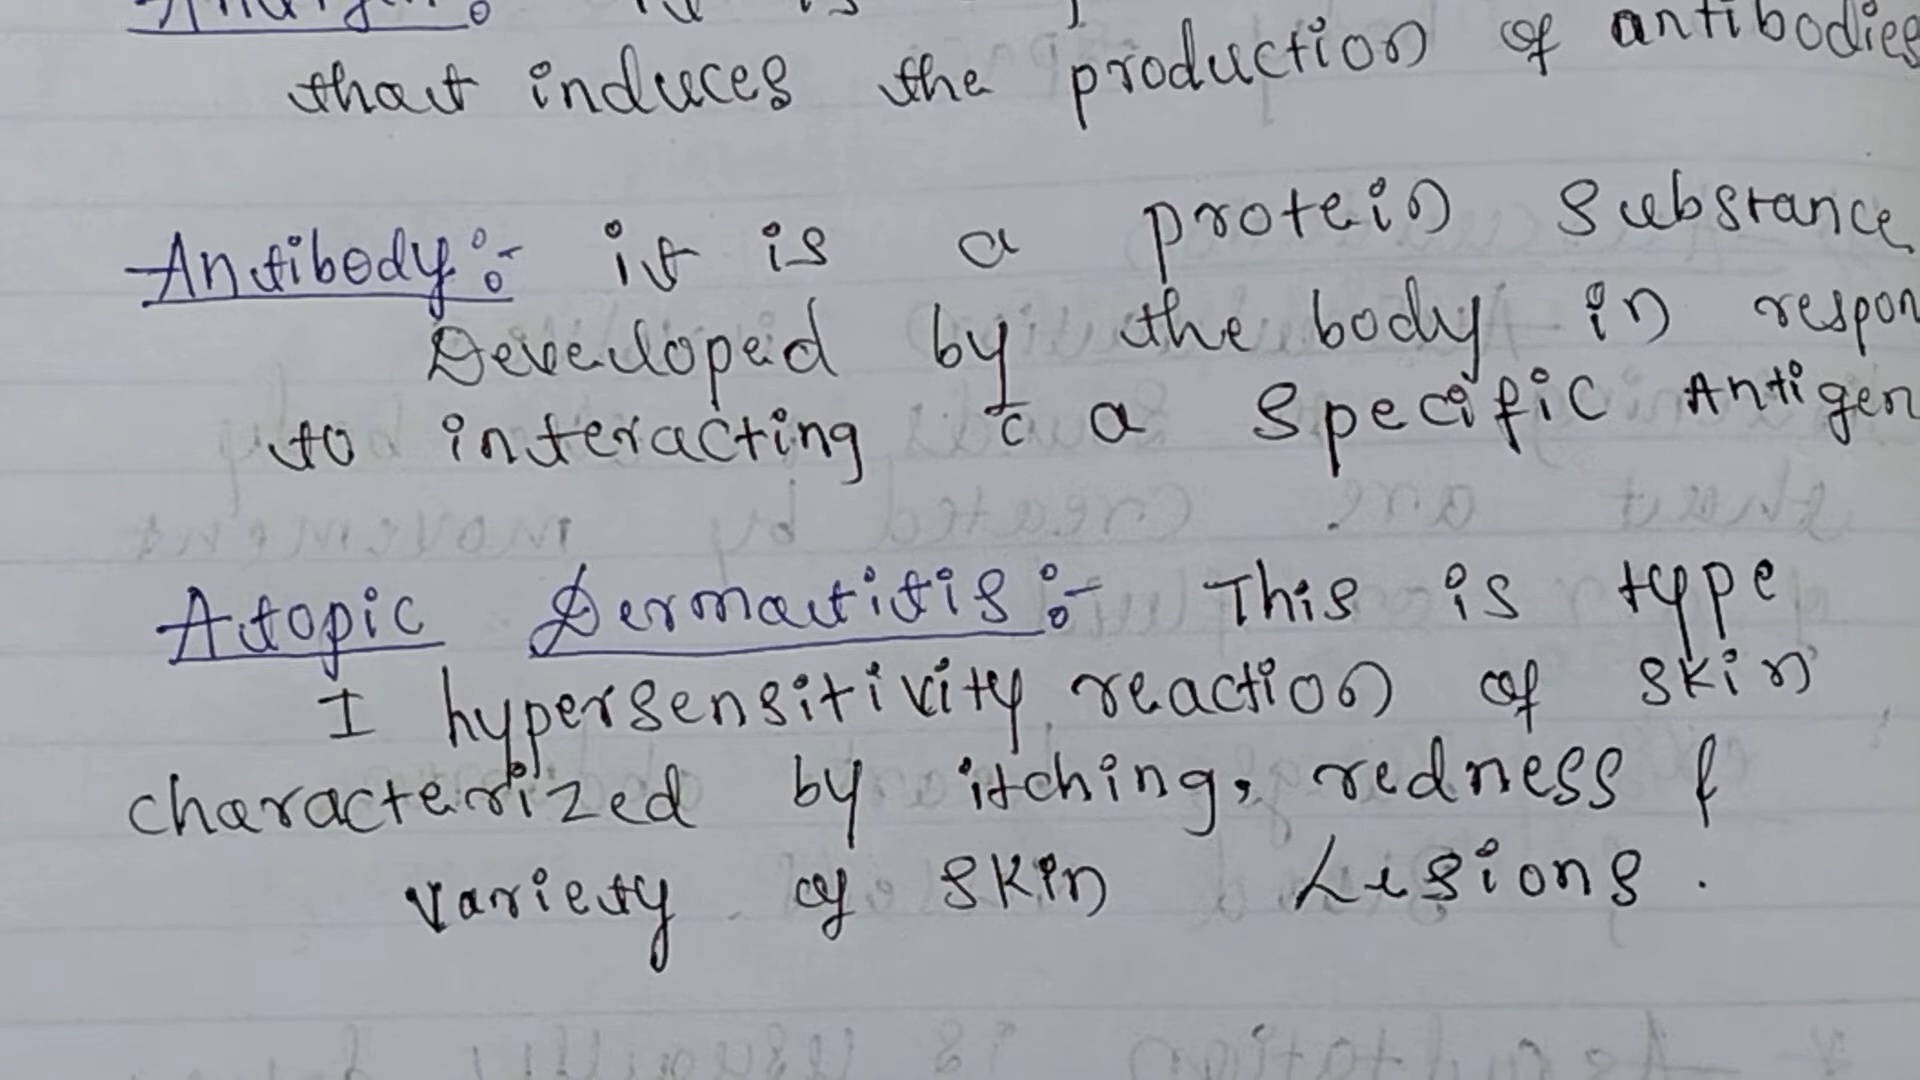 that induces the production of antibodies
Antibody:- it is a protein substance
Developed by the body in respon
to interacting c̄ a specific Antigen
Atopic Dermatitis:- This is type
I hypersensitivity reaction of skin
characterized by itching, redness &
variety of skin Lisions.